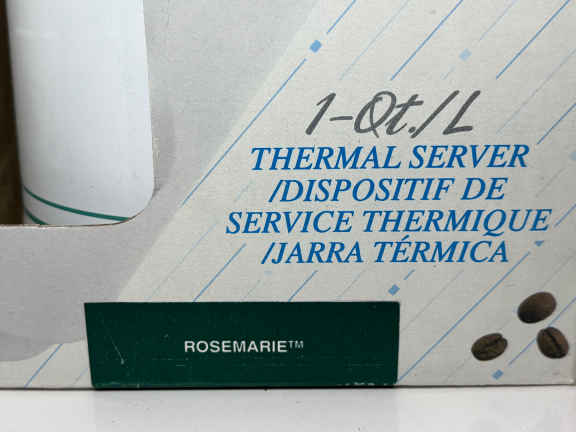 1-Qt./L
THERMAL SERVER
/DISPOSITIF DE
SERVICE THERMIQUE
/JARRA TÉRMICA
ROSEMARIE™